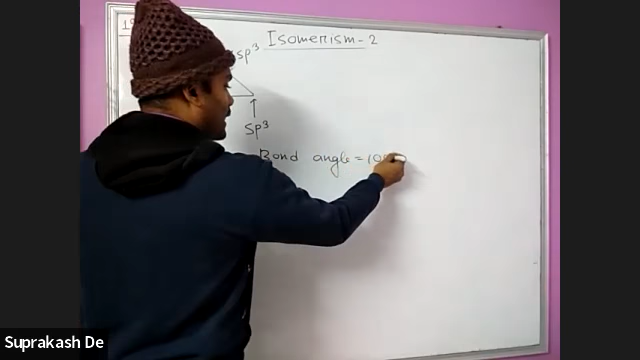 Isomerism-2
sp³
sp³
Bond angle = 10
Suprakash De